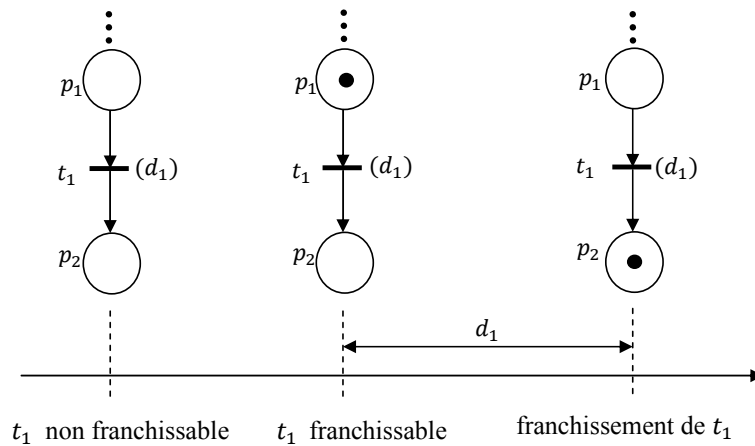 p₁ p₁ p₁
t₁ (d₁) t₁ (d₁) t₁ (d₁)
p₂ p₂ p₂
d₁
t₁ non franchissable t₁ franchissable franchissement de t₁